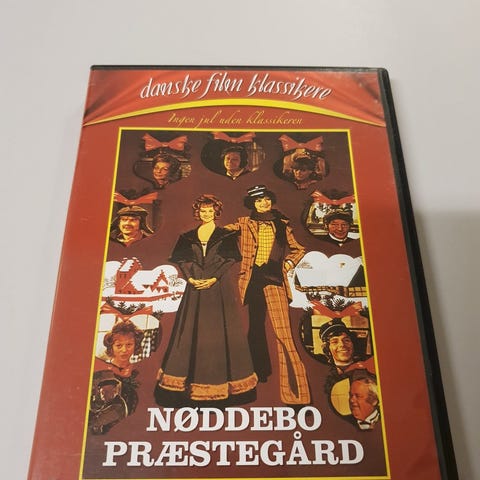 danske film klassikere
Ingen jul uden klassikeren
NØDDEBO
PRÆSTEGÅRD